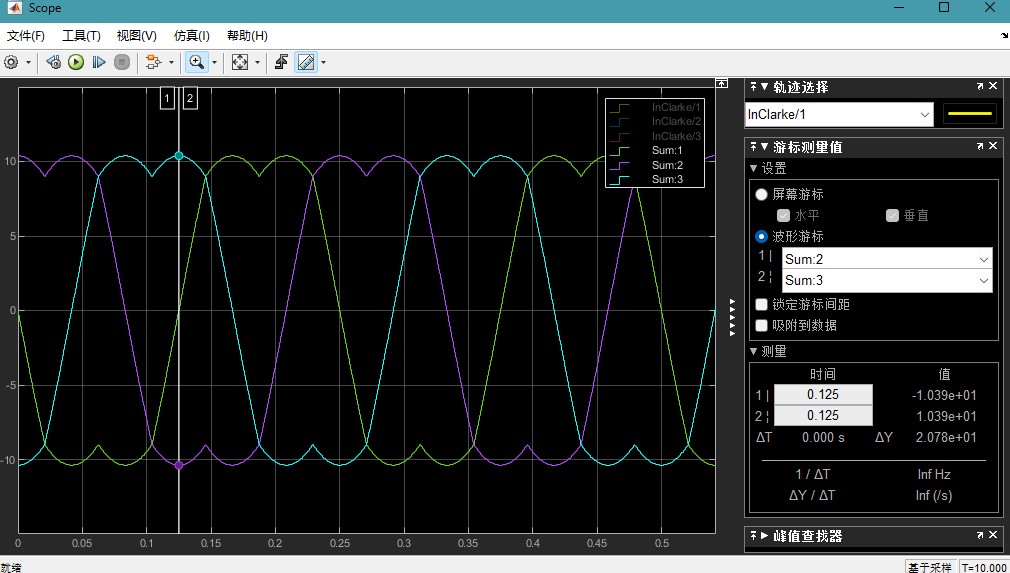 Scope
文件(F) 工具(T) 视图(V) 仿真(I) 帮助(H)
1 2
InClarke/1
InClarke/2
InClarke/3
Sum:1
Sum:2
Sum:3
10
5
0
-5
-10
0 0.05 0.1 0.15 0.2 0.25 0.3 0.35 0.4 0.45 0.5
轨迹选择
InClarke/1
游标测量值
设置
屏幕游标
水平 垂直
波形游标
1 | Sum:2
2 ¦ Sum:3
锁定游标间距
吸附到数据
测量
时间 值
1 | 0.125 -1.039e+01
2 ¦ 0.125 1.039e+01
ΔT 0.000 s ΔY 2.078e+01
1 / ΔT Inf Hz
ΔY / ΔT Inf (/s)
峰值查找器
就绪 基于采样 T=10.000